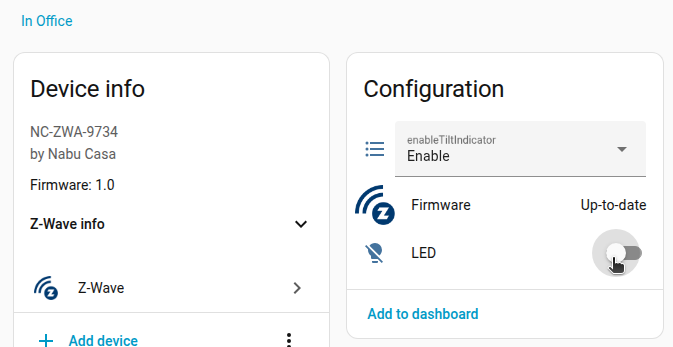 In Office
Device info
NC-ZWA-9734
by Nabu Casa
Firmware: 1.0
Z-Wave info
Z-Wave
Add device
Configuration
enableTiltIndicator
Enable
Firmware
Up-to-date
LED
Add to dashboard